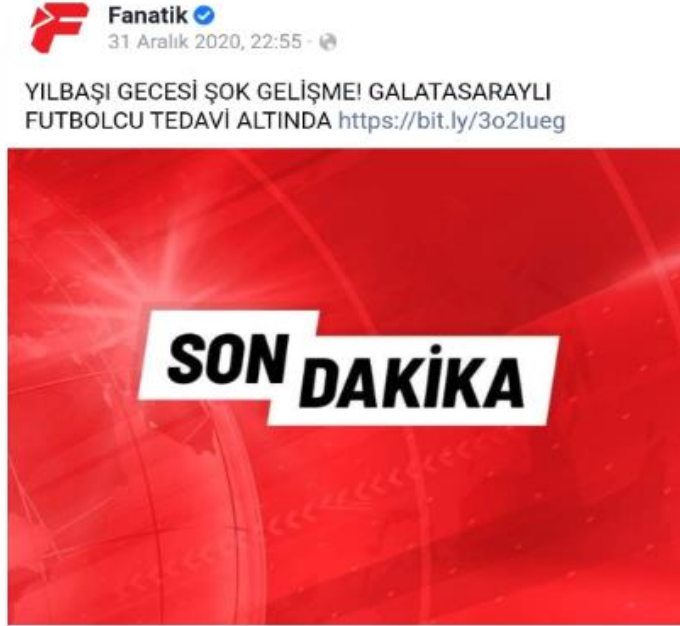 Fanatik
31 Aralık 2020, 22:55 ·
YILBAŞI GECESİ ŞOK GELİŞME! GALATASARAYLI
FUTBOLCU TEDAVİ ALTINDA https://bit.ly/3o2lueg
SON
DAKİKA